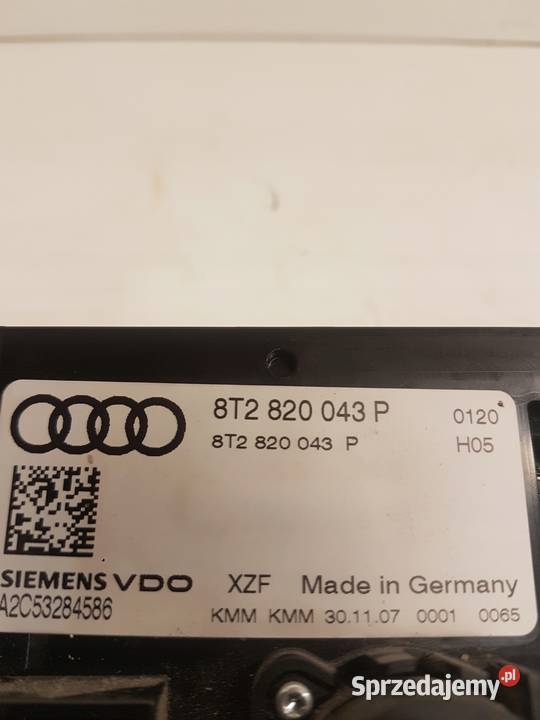 8T2 820 043 P 0120
8T2 820 043 P H05
SIEMENS VDO XZF Made in Germany
A2C53284586 KMM KMM 30.11.07 0001 0065
Sprzedajemy.pl